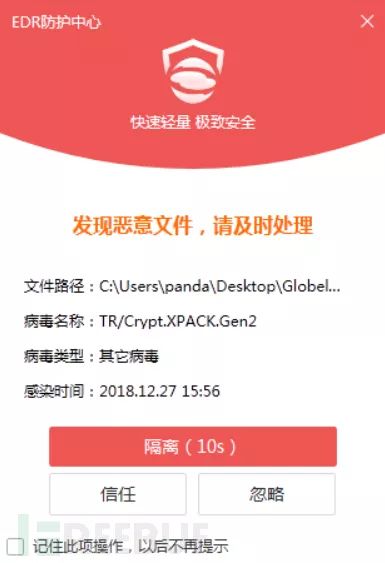 EDR防护中心
快速轻量 极致安全
发现恶意文件，请及时处理
文件路径：C:\Users\panda\Desktop\Globel...
病毒名称：TR/Crypt.XPACK.Gen2
病毒类型：其它病毒
感染时间：2018.12.27 15:56
隔离（10s）
信任
忽略
记住此项操作，以后不再提示